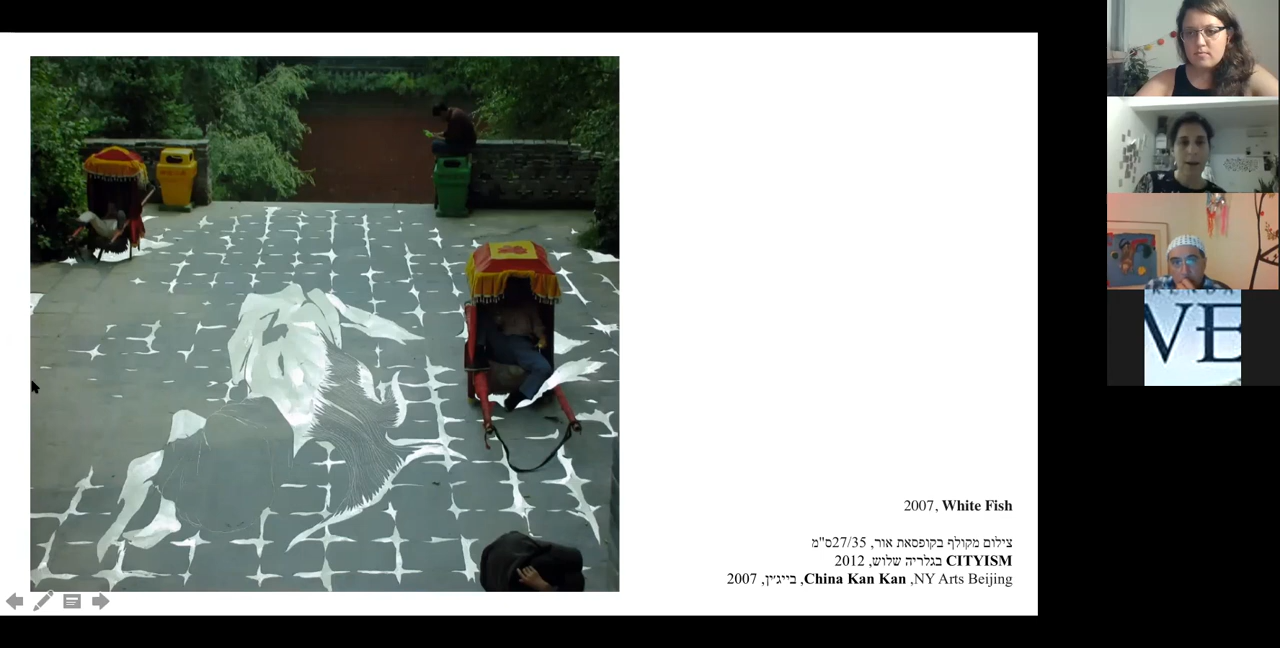 2007, White Fish
צילום מקולף בקופסאת אור, 27/35ס"מ
CITYISM בגלריה שלוש, 2012
China Kan Kan ,NY Arts Beijing, בייג'ין, 2007
VE